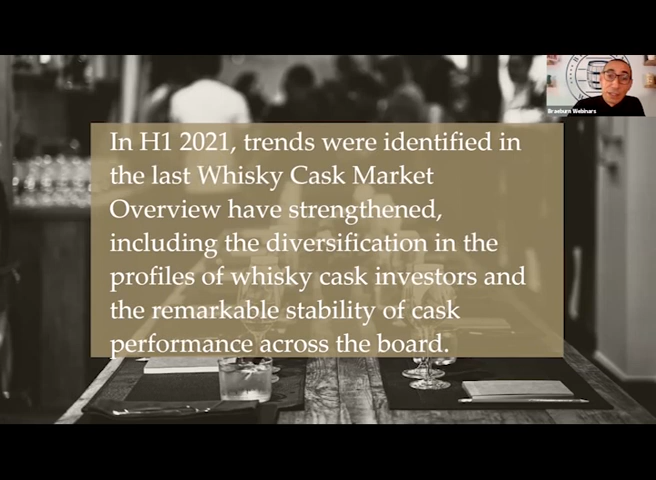 Braeburn Webinars
In H1 2021, trends were identified in
the last Whisky Cask Market
Overview have strengthened,
including the diversification in the
profiles of whisky cask investors and
the remarkable stability of cask
performance across the board.